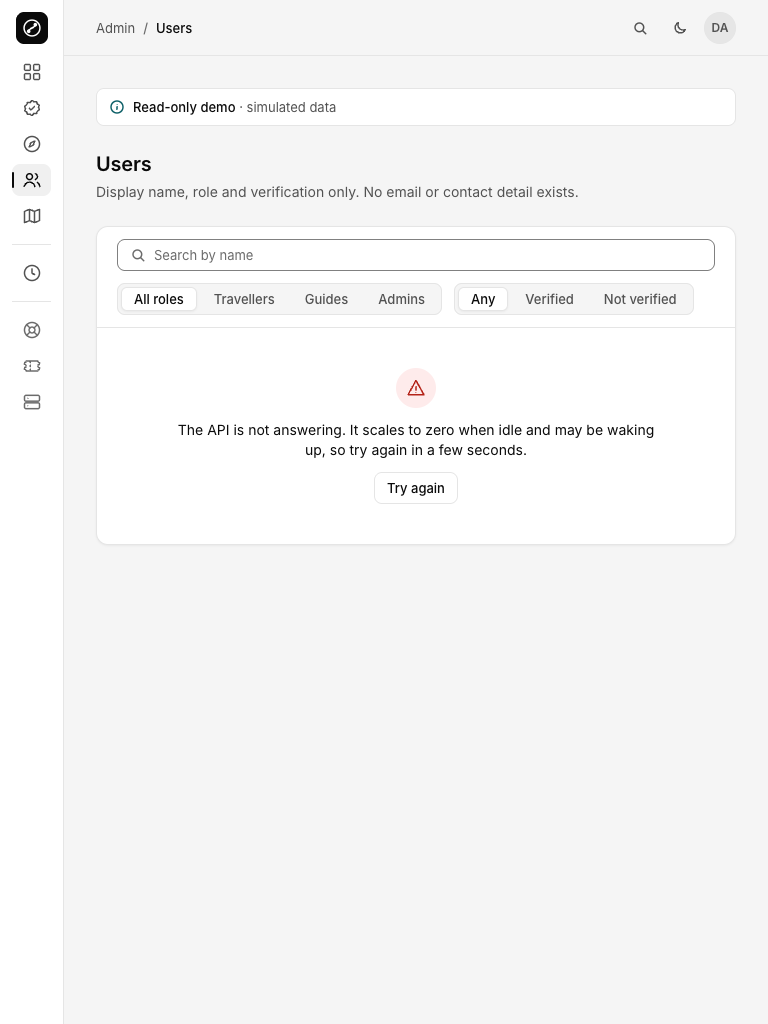 Admin / Users
DA
Read-only demo · simulated data
Users
Display name, role and verification only. No email or contact detail exists.
Search by name
All roles Travellers Guides Admins Any Verified Not verified
The API is not answering. It scales to zero when idle and may be waking
up, so try again in a few seconds.
Try again